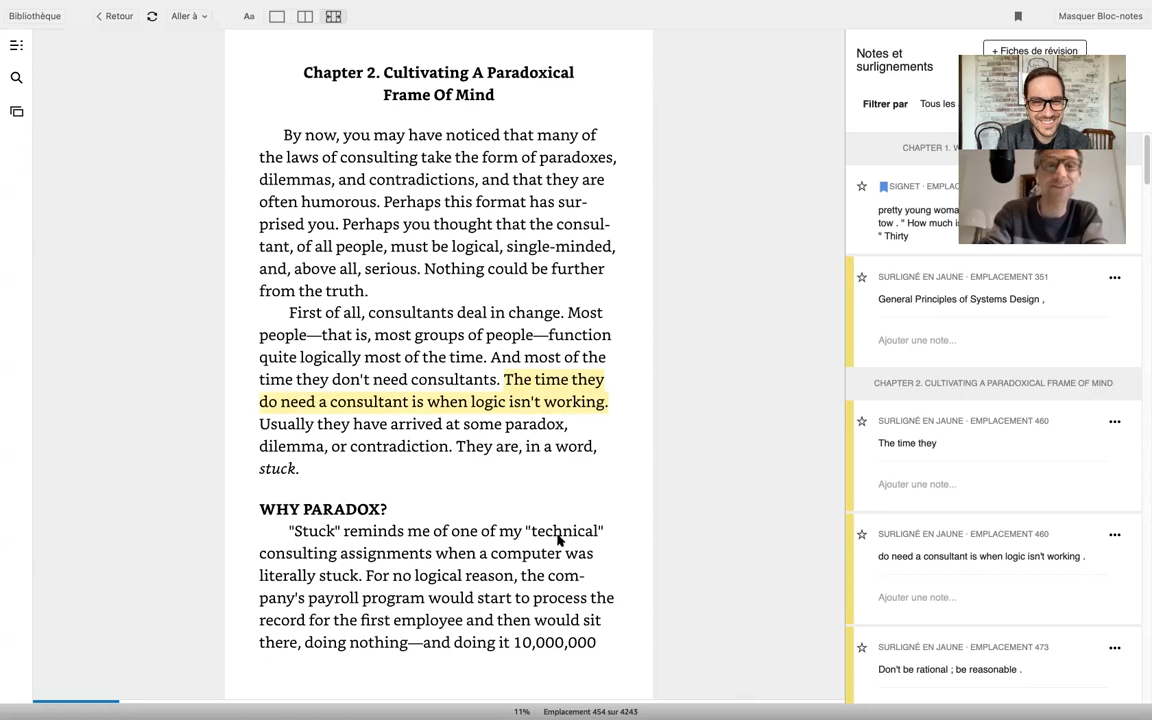 Bibliothèque
Retour
Aller à
Aa
Masquer Bloc-notes
Chapter 2. Cultivating A Paradoxical
Frame Of Mind
By now, you may have noticed that many of
the laws of consulting take the form of paradoxes,
dilemmas, and contradictions, and that they are
often humorous. Perhaps this format has sur-
prised you. Perhaps you thought that the consul-
tant, of all people, must be logical, single-minded,
and, above all, serious. Nothing could be further
from the truth.
First of all, consultants deal in change. Most
people—that is, most groups of people—function
quite logically most of the time. And most of the
time they don't need consultants. The time they
do need a consultant is when logic isn't working.
Usually they have arrived at some paradox,
dilemma, or contradiction. They are, in a word,
stuck.
WHY PARADOX?
"Stuck" reminds me of one of my "technical"
consulting assignments when a computer was
literally stuck. For no logical reason, the com-
pany's payroll program would start to process the
record for the first employee and then would sit
there, doing nothing—and doing it 10,000,000
Notes et
surlignements
+ Fiches de révision
Filtrer par Tous les
CHAPTER 1.
SIGNET · EMPLAC
pretty young woma
tow . " How much i
" Thirty
SURLIGNÉ EN JAUNE · EMPLACEMENT 351
General Principles of Systems Design ,
Ajouter une note...
CHAPTER 2. CULTIVATING A PARADOXICAL FRAME OF MIND
SURLIGNÉ EN JAUNE · EMPLACEMENT 460
The time they
Ajouter une note...
SURLIGNÉ EN JAUNE · EMPLACEMENT 460
do need a consultant is when logic isn't working .
Ajouter une note...
SURLIGNÉ EN JAUNE · EMPLACEMENT 473
Don't be rational ; be reasonable .
11% Emplacement 454 sur 4243